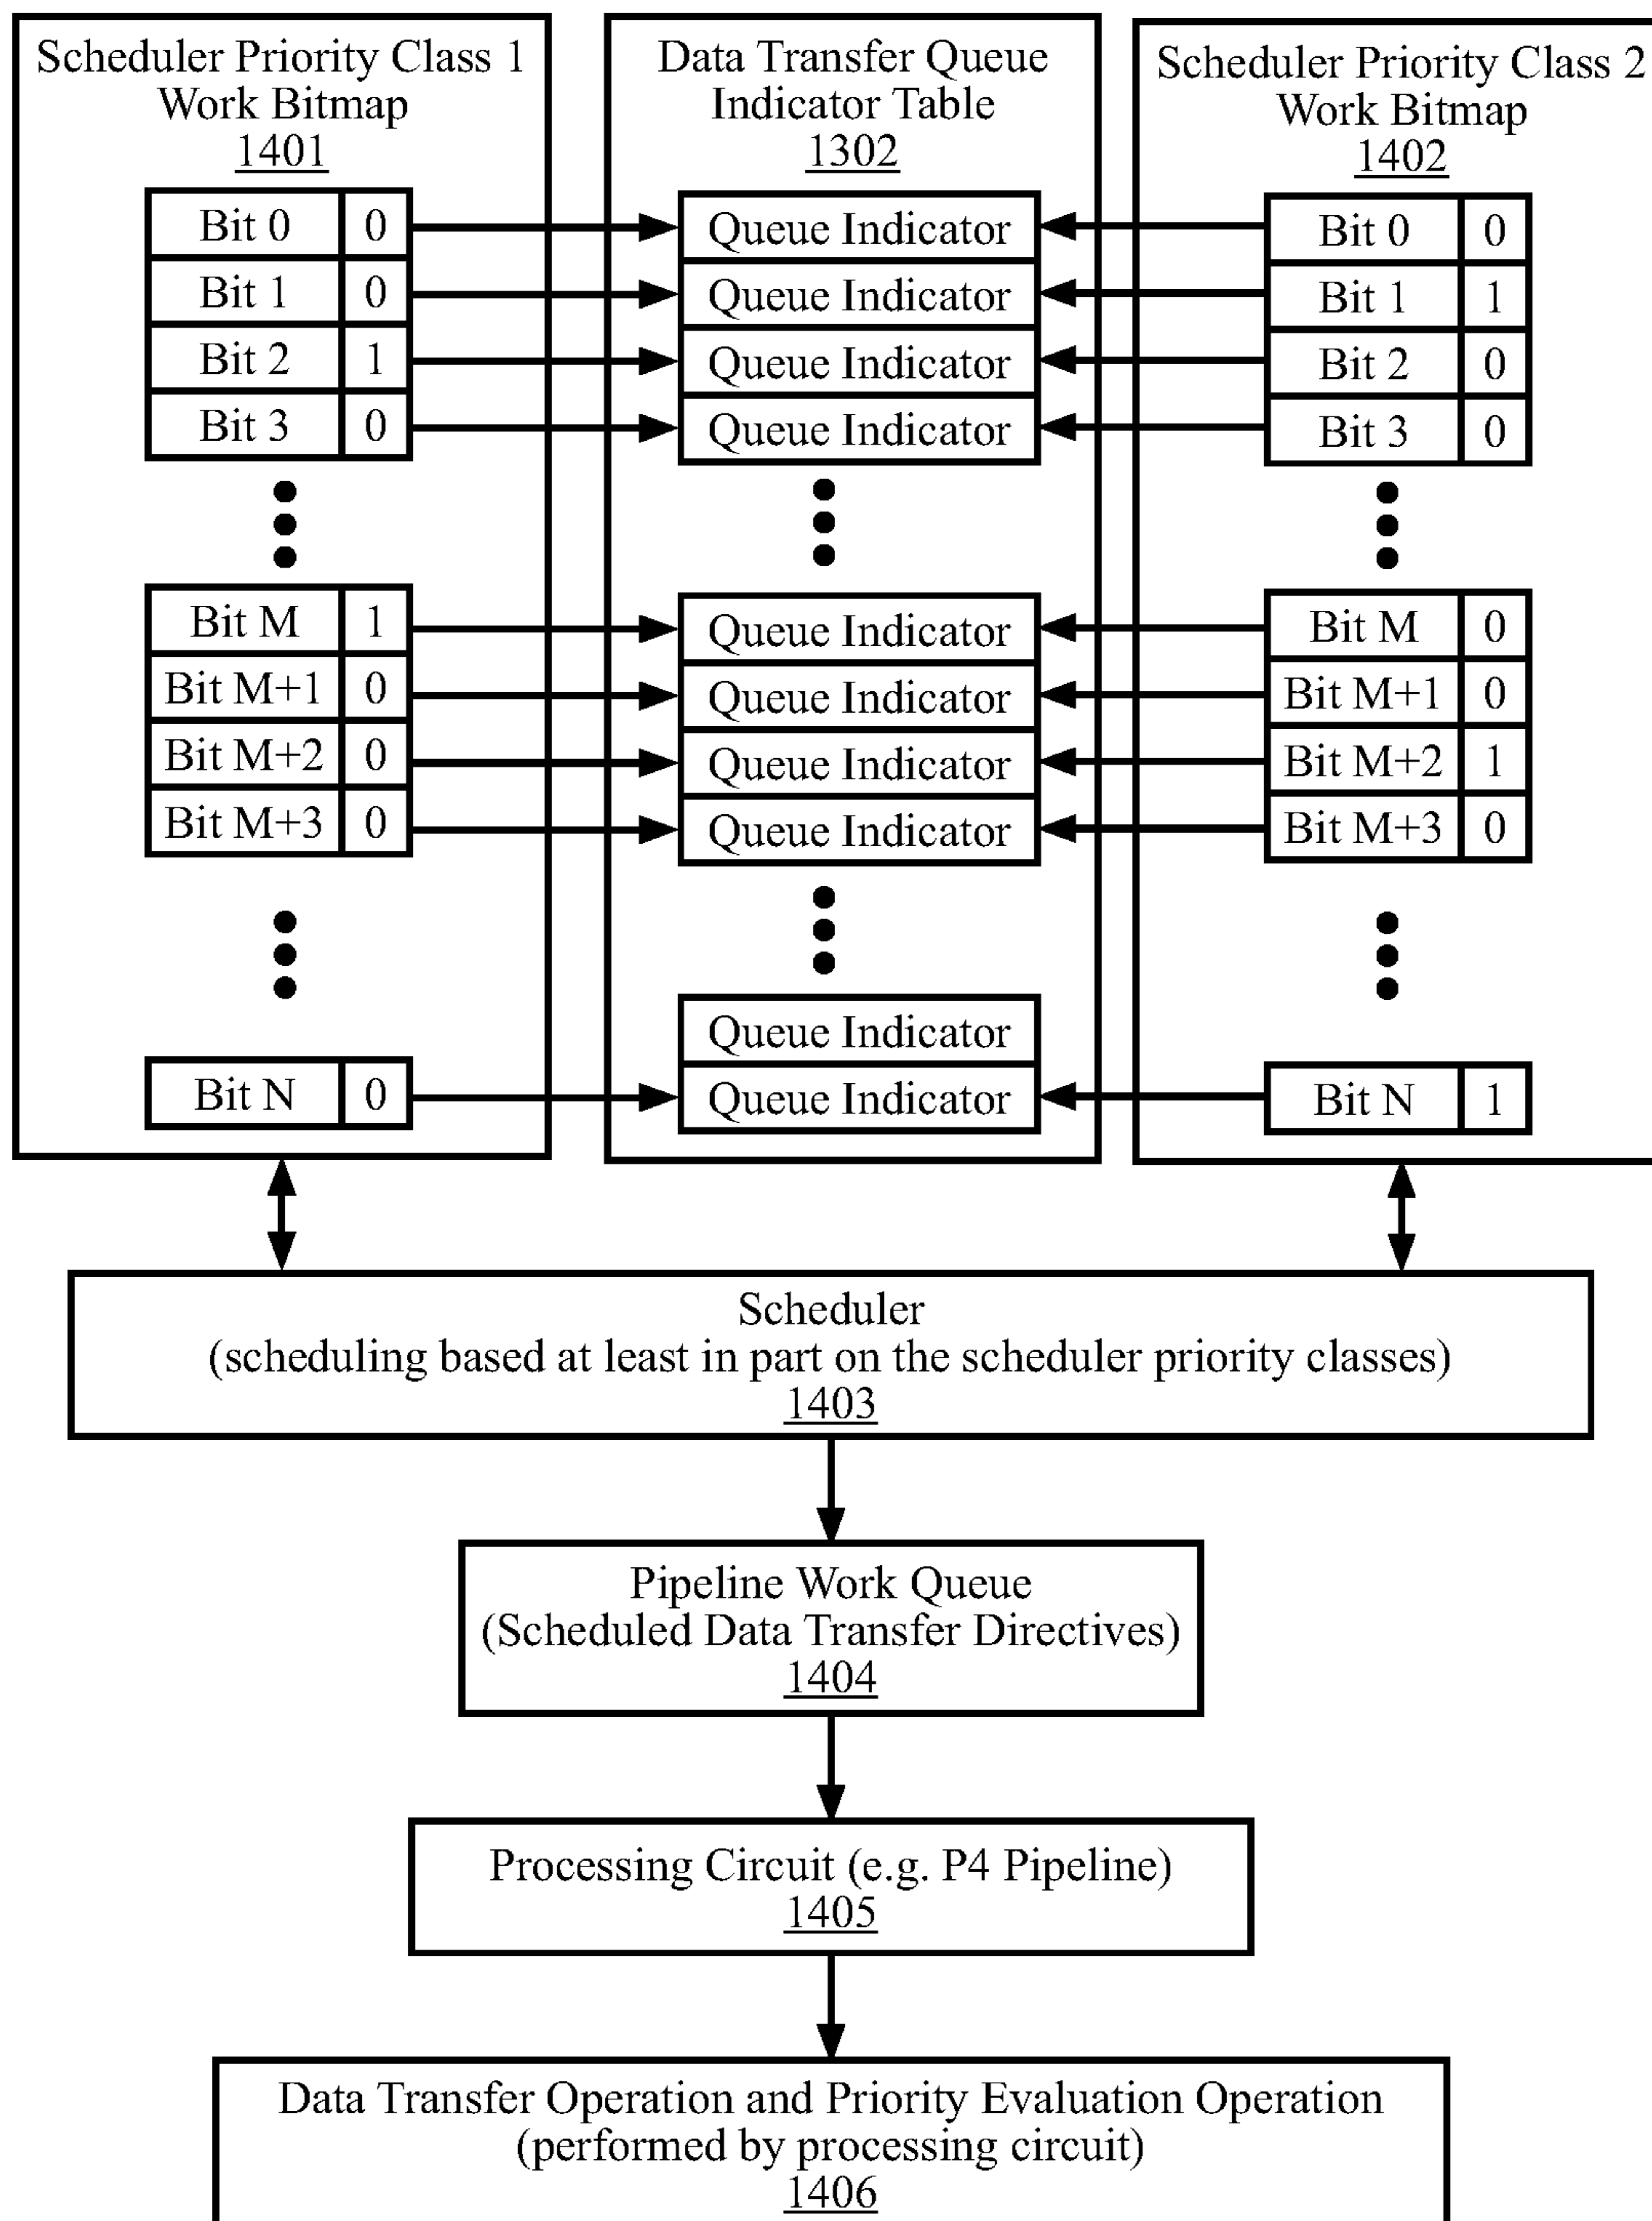 Scheduler Priority Class 1
Work Bitmap
1401
Bit 0 0
Bit 1 0
Bit 2 1
Bit 3 0
Bit M 1
Bit M+1 0
Bit M+2 0
Bit M+3 0
Bit N 0
Data Transfer Queue
Indicator Table
1302
Queue Indicator
Queue Indicator
Queue Indicator
Queue Indicator
Queue Indicator
Queue Indicator
Queue Indicator
Queue Indicator
Queue Indicator
Queue Indicator
Scheduler Priority Class 2
Work Bitmap
1402
Bit 0 0
Bit 1 1
Bit 2 0
Bit 3 0
Bit M 0
Bit M+1 0
Bit M+2 1
Bit M+3 0
Bit N 1
Scheduler
(scheduling based at least in part on the scheduler priority classes)
1403
Pipeline Work Queue
(Scheduled Data Transfer Directives)
1404
Processing Circuit (e.g. P4 Pipeline)
1405
Data Transfer Operation and Priority Evaluation Operation
(performed by processing circuit)
1406